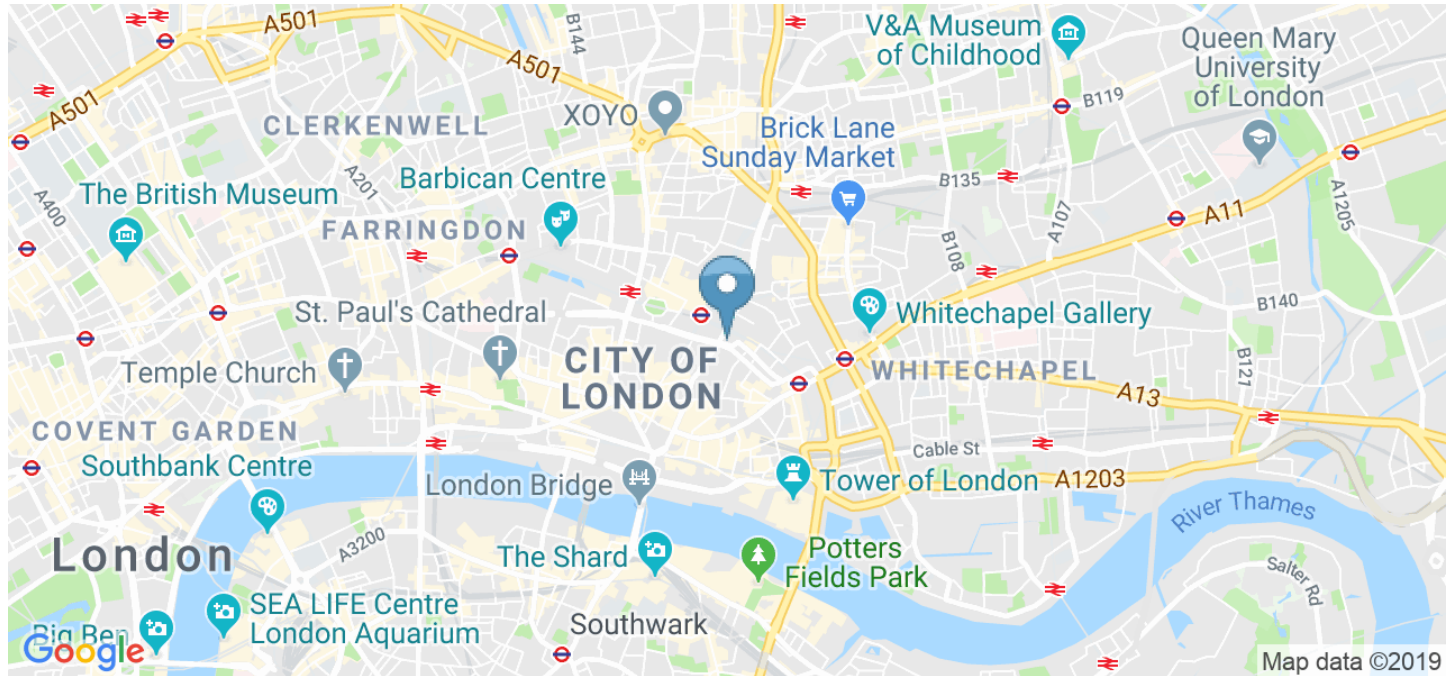 A501
B144
V&A Museum
of Childhood
Queen Mary
University
of London
A501
A501
XOYO
B119
CLERKENWELL
Brick Lane
Sunday Market
A201
Barbican Centre
B135
The British Museum
A400
A107
A11
A1205
FARRINGDON
B108
St. Paul's Cathedral
Whitechapel Gallery
B140
CITY OF
LONDON
Temple Church
WHITECHAPEL
B121
A13
COVENT GARDEN
Cable St
Southbank Centre
London Bridge
Tower of London
A1203
River Thames
London
A3200
The Shard
Potters
Fields Park
Salter Rd
SEA LIFE Centre
London Aquarium
Southwark
Big Ben
Google
Map data ©2019